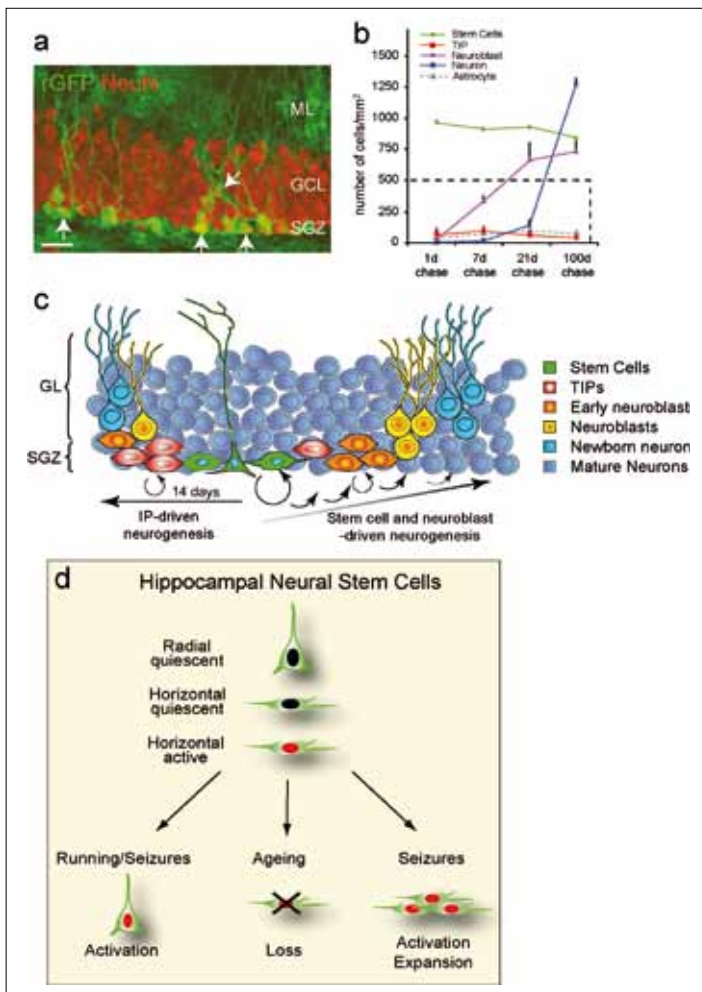 a
rGFP NeuN
ML
GCL
SGZ
b
Stem Cells
TIP
Neuroblast
Neuron
Astrocyte
number of cells/mm²
1500
1250
1000
750
500
250
0
1d chase
7d chase
21d chase
100d chase
c
GL
SGZ
14 days
IP-driven
neurogenesis
Stem cell and neuroblast
-driven neurogenesis
Stem Cells
TIPs
Early neuroblast
Neuroblasts
Newborn neuron
Mature Neurons
d
Hippocampal Neural Stem Cells
Radial
quiescent
Horizontal
quiescent
Horizontal
active
Running/Seizures
Ageing
Seizures
Activation
Loss
Activation
Expansion